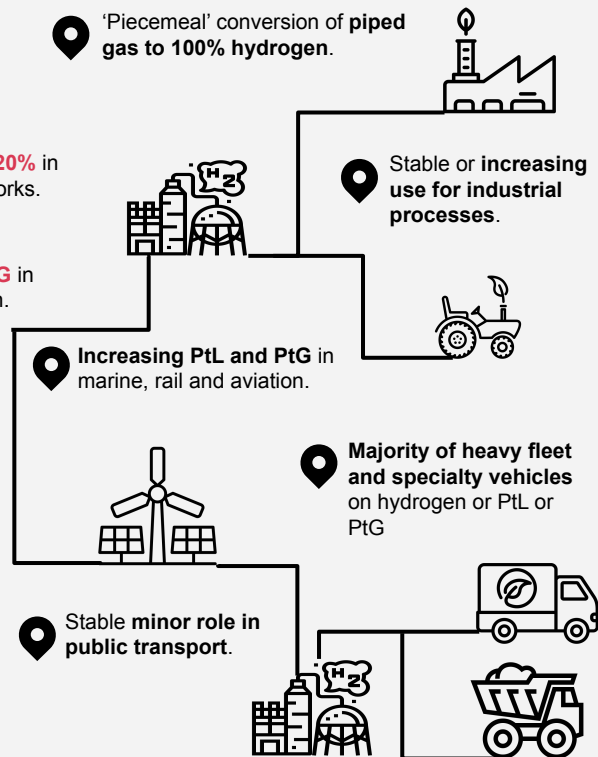 ‘Piecemeal’ conversion of piped
gas to 100% hydrogen.
20% in
orks.
Stable or increasing
use for industrial
processes.
G in
Increasing PtL and PtG in
marine, rail and aviation.
Majority of heavy fleet
and specialty vehicles
on hydrogen or PtL or
PtG
Stable minor role in
public transport.
H2
H2